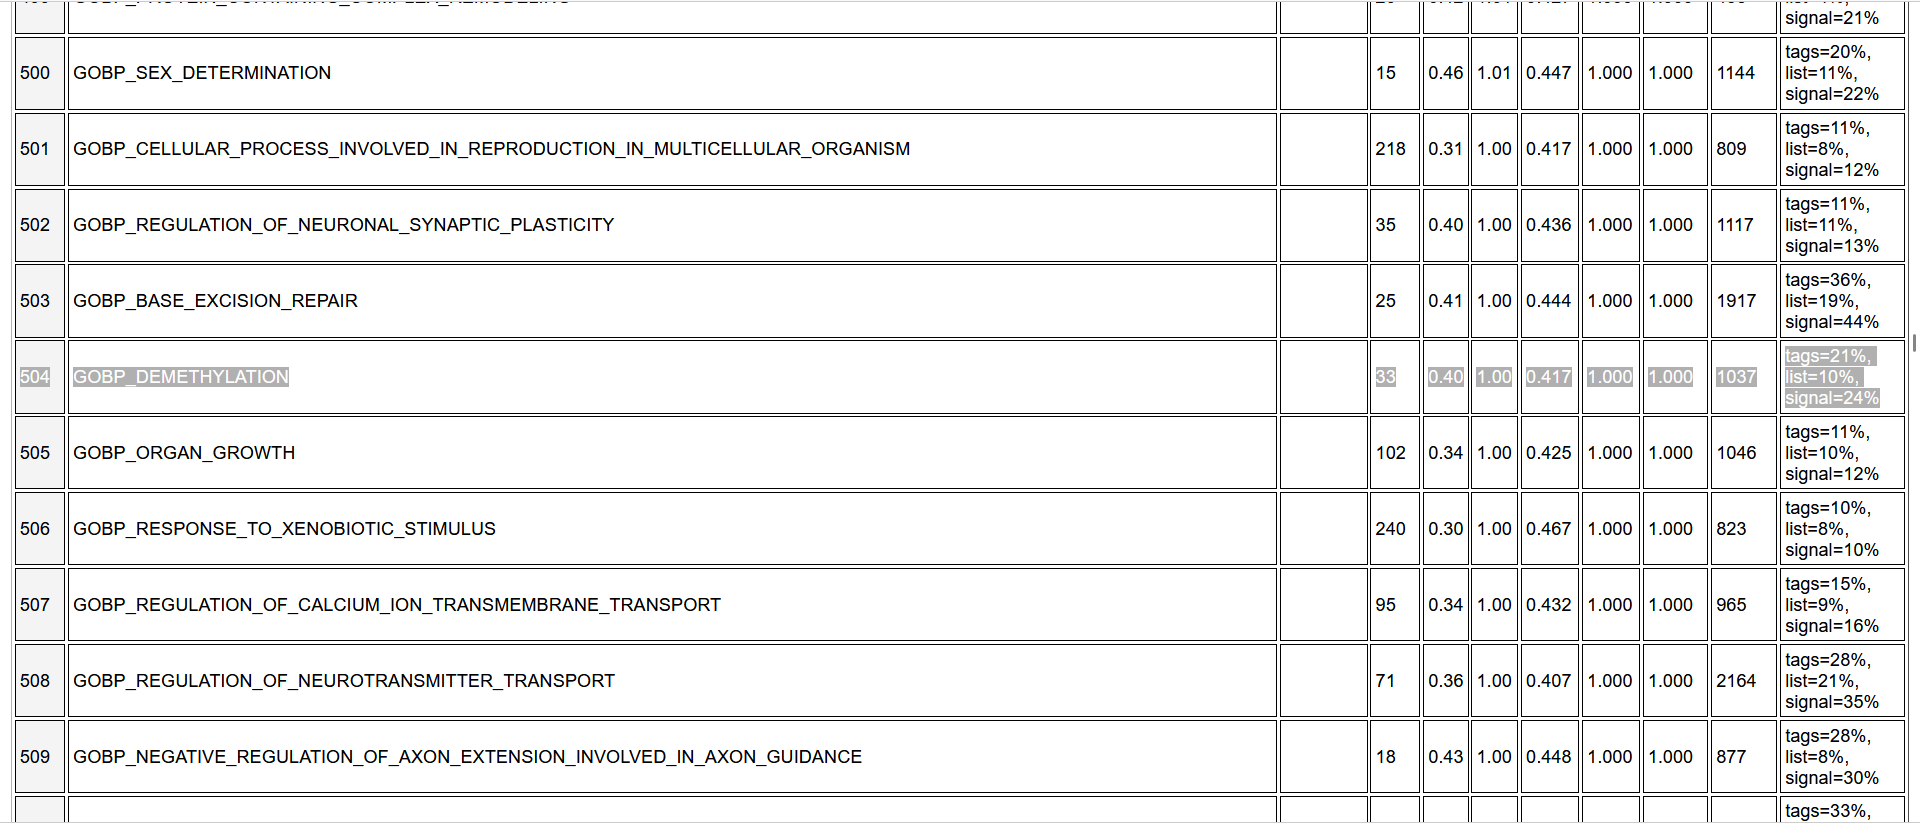 signal=21%
500 GOBP_SEX_DETERMINATION 15 0.46 1.01 0.447 1.000 1.000 1144 tags=20%,
list=11%,
signal=22%
501 GOBP_CELLULAR_PROCESS_INVOLVED_IN_REPRODUCTION_IN_MULTICELLULAR_ORGANISM 218 0.31 1.00 0.417 1.000 1.000 809 tags=11%,
list=8%,
signal=12%
502 GOBP_REGULATION_OF_NEURONAL_SYNAPTIC_PLASTICITY 35 0.40 1.00 0.436 1.000 1.000 1117 tags=11%,
list=11%,
signal=13%
503 GOBP_BASE_EXCISION_REPAIR 25 0.41 1.00 0.444 1.000 1.000 1917 tags=36%,
list=19%,
signal=44%
504 GOBP_DEMETHYLATION 33 0.40 1.00 0.417 1.000 1.000 1037 tags=21%,
list=10%,
signal=24%
505 GOBP_ORGAN_GROWTH 102 0.34 1.00 0.425 1.000 1.000 1046 tags=11%,
list=10%,
signal=12%
506 GOBP_RESPONSE_TO_XENOBIOTIC_STIMULUS 240 0.30 1.00 0.467 1.000 1.000 823 tags=10%,
list=8%,
signal=10%
507 GOBP_REGULATION_OF_CALCIUM_ION_TRANSMEMBRANE_TRANSPORT 95 0.34 1.00 0.432 1.000 1.000 965 tags=15%,
list=9%,
signal=16%
508 GOBP_REGULATION_OF_NEUROTRANSMITTER_TRANSPORT 71 0.36 1.00 0.407 1.000 1.000 2164 tags=28%,
list=21%,
signal=35%
509 GOBP_NEGATIVE_REGULATION_OF_AXON_EXTENSION_INVOLVED_IN_AXON_GUIDANCE 18 0.43 1.00 0.448 1.000 1.000 877 tags=28%,
list=8%,
signal=30%
tags=33%,